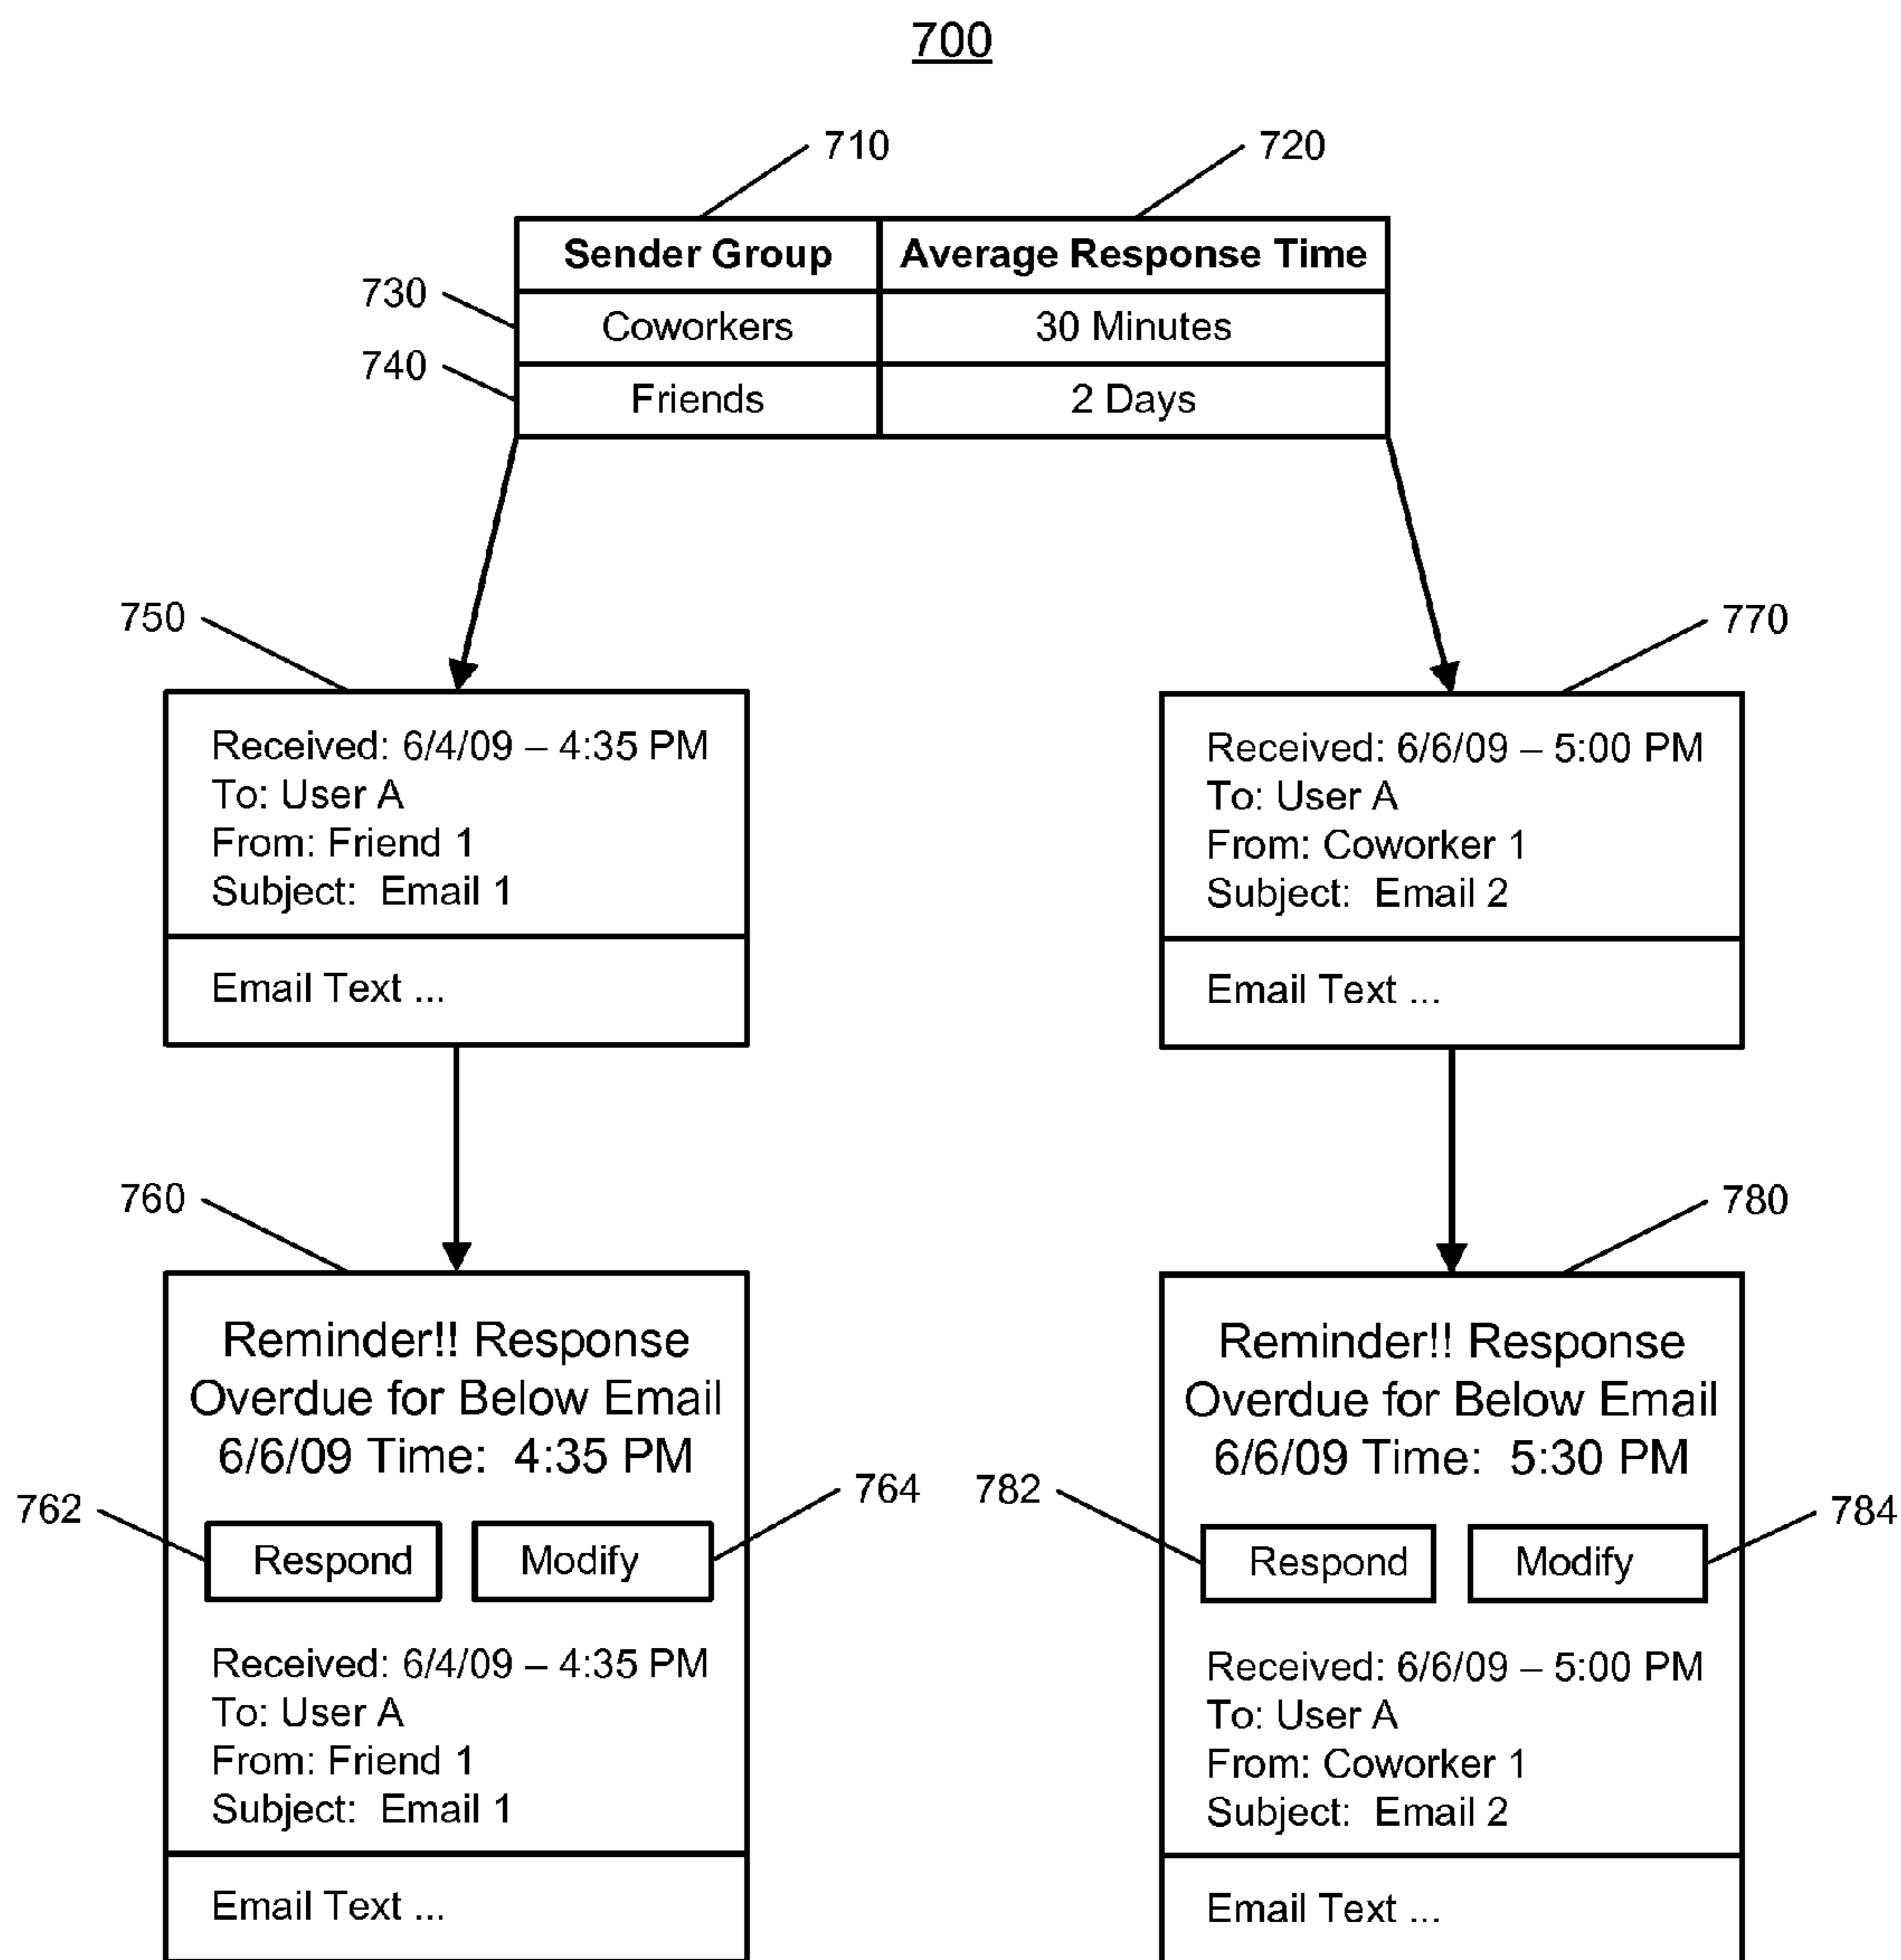 700
710
720
Sender Group Average Response Time
730
Coworkers 30 Minutes
740
Friends 2 Days
750
Received: 6/4/09 – 4:35 PM
To: User A
From: Friend 1
Subject: Email 1
Email Text ...
770
Received: 6/6/09 – 5:00 PM
To: User A
From: Coworker 1
Subject: Email 2
Email Text ...
760
Reminder!! Response
Overdue for Below Email
6/6/09 Time: 4:35 PM
762
Respond
Modify
764
Received: 6/4/09 – 4:35 PM
To: User A
From: Friend 1
Subject: Email 1
Email Text ...
780
Reminder!! Response
Overdue for Below Email
6/6/09 Time: 5:30 PM
782
Respond
Modify
784
Received: 6/6/09 – 5:00 PM
To: User A
From: Coworker 1
Subject: Email 2
Email Text ...